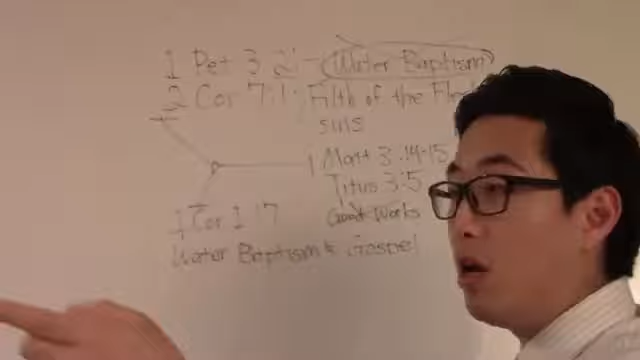 1 Pet 3 21 - Water Baptism
2 Cor 7:1: Filth of the Flesh
sins
1 Matt 3:14-15
Titus 3:5
Good Works
1 Cor 1:17
Water Baptism & Gospel